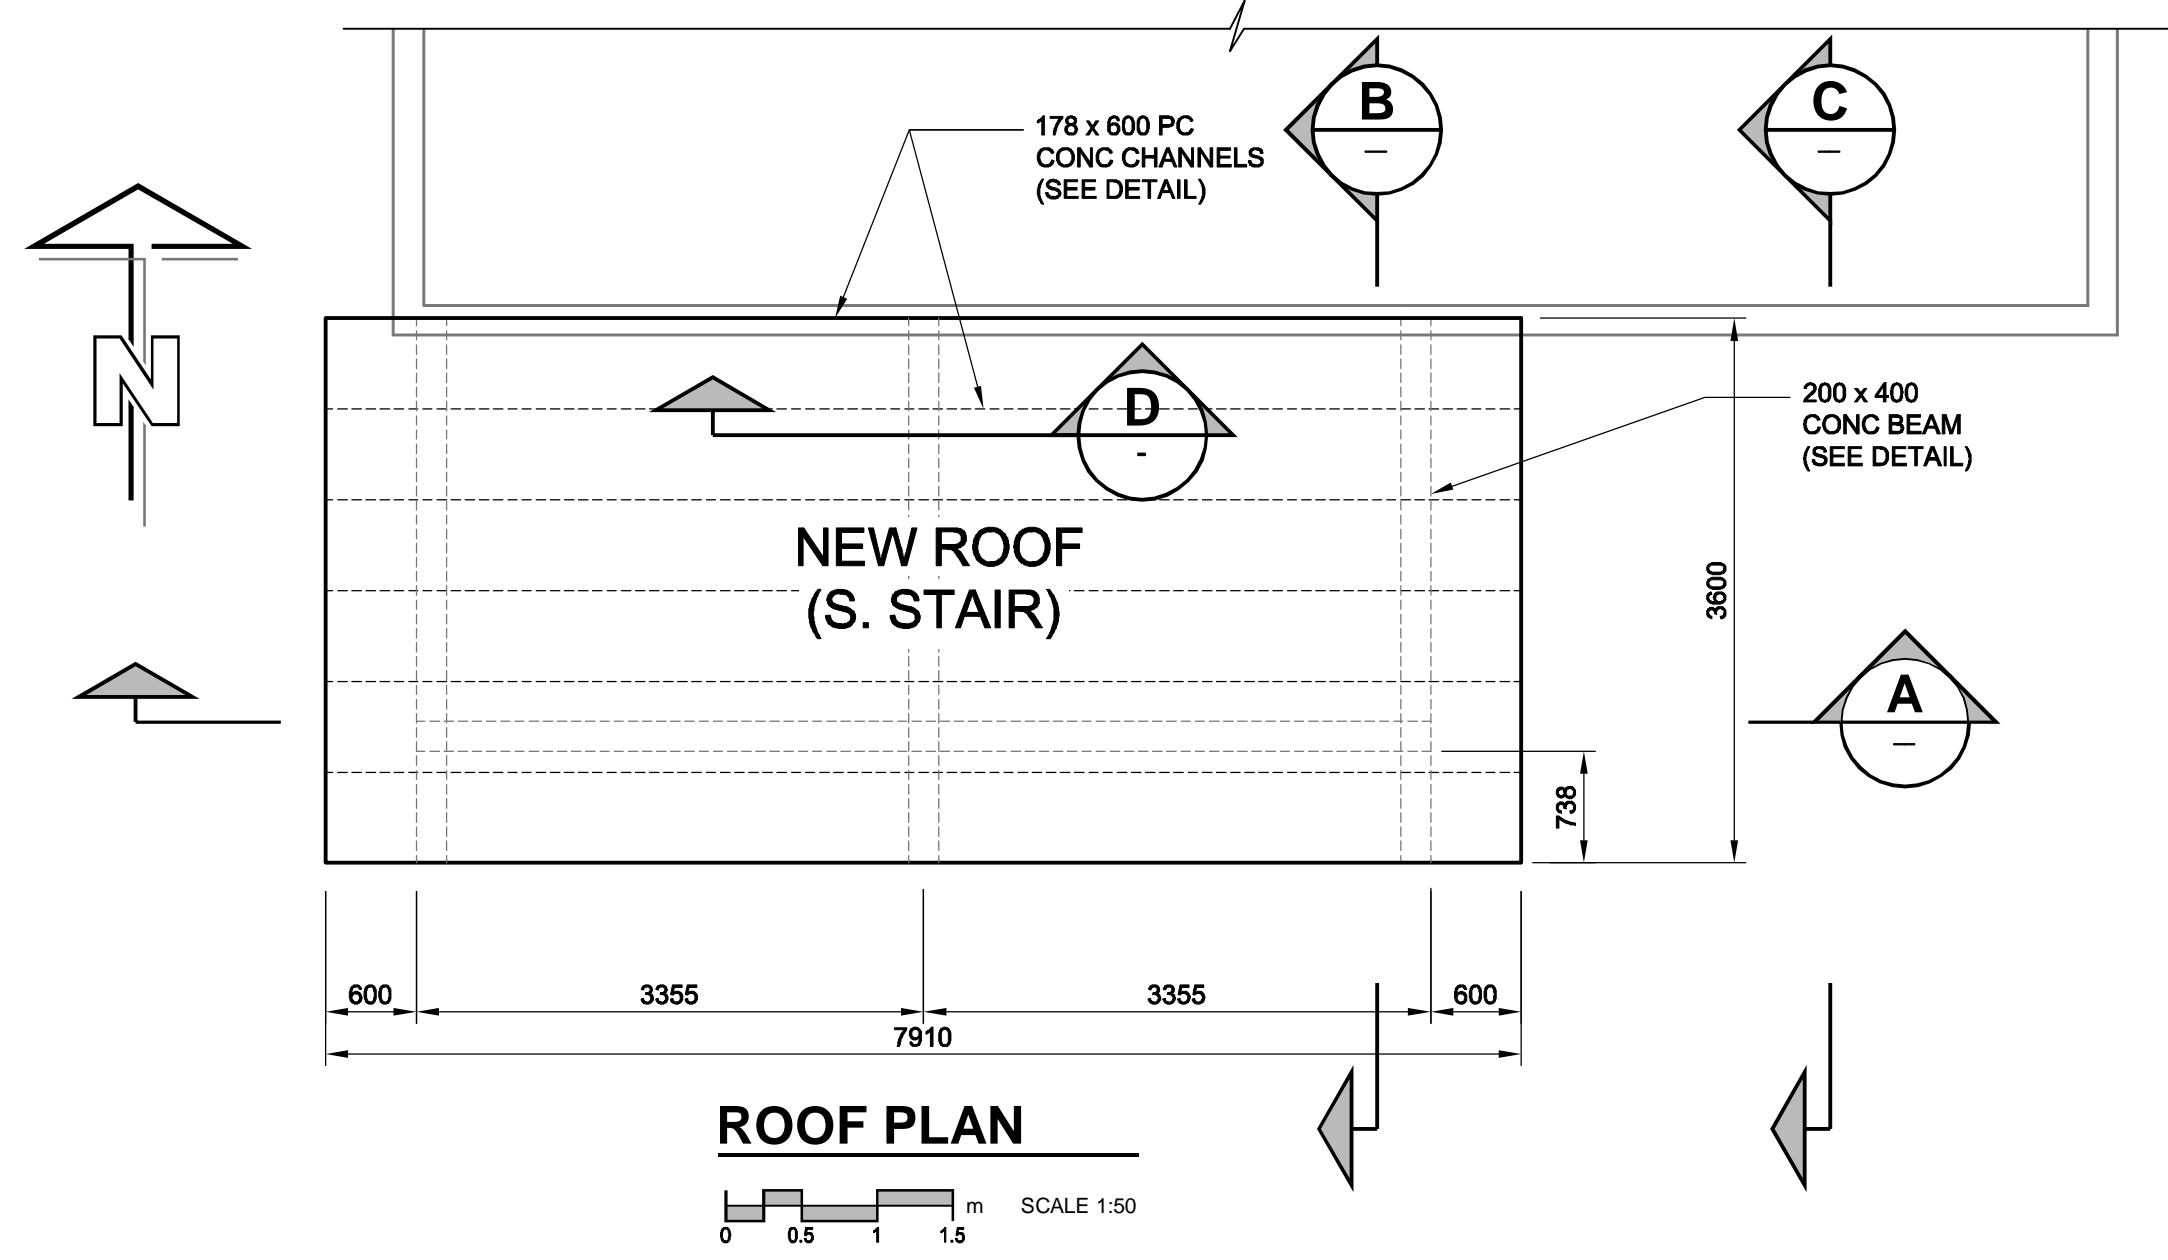 B
—
C
—
178 x 600 PC
CONC CHANNELS
(SEE DETAIL)
N
D
-
200 x 400
CONC BEAM
(SEE DETAIL)
NEW ROOF
(S. STAIR)
3600
A
—
738
600
3355
3355
600
7910
ROOF PLAN
m
SCALE 1:50
0
0.5
1
1.5